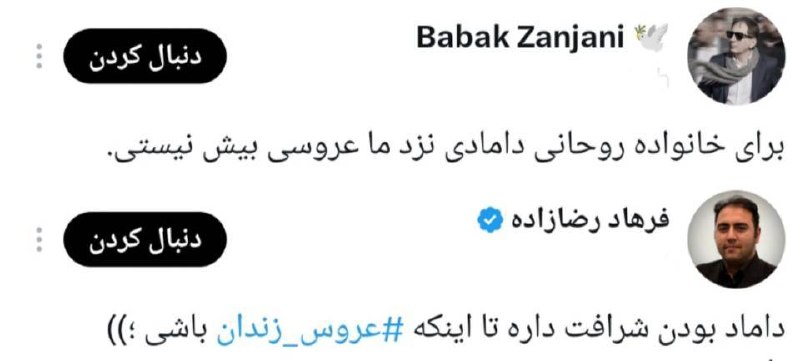 Babak Zanjani
دنبال کردن
برای خانواده روحانی دامادی نزد ما عروسی بیش نیستی.
فرهاد رضازاده
دنبال کردن
داماد بودن شرافت داره تا اینکه #عروس_زندان باشی ؛))